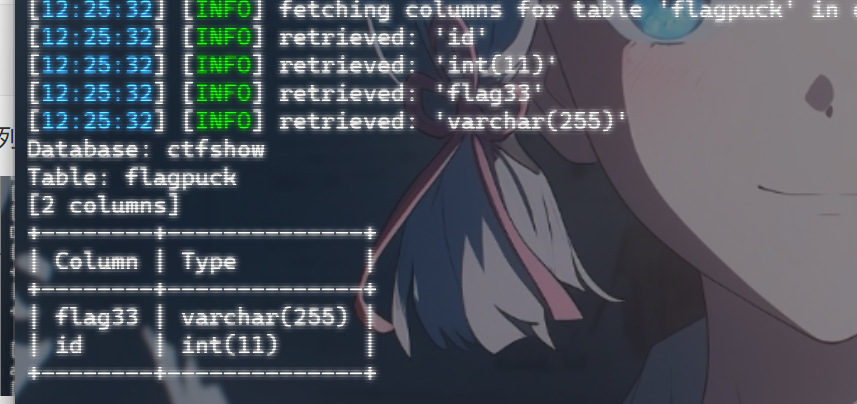 [12:25:32] [INFO] fetching columns for table 'flagpuck' in
[12:25:32] [INFO] retrieved: 'id'
[12:25:32] [INFO] retrieved: 'int(11)'
[12:25:32] [INFO] retrieved: 'flag33'
[12:25:32] [INFO] retrieved: 'varchar(255)'
列
Database: ctfshow
Table: flagpuck
[2 columns]
+--------+--------------+
| Column | Type |
+--------+--------------+
| flag33 | varchar(255) |
| id | int(11) |
+--------+--------------+